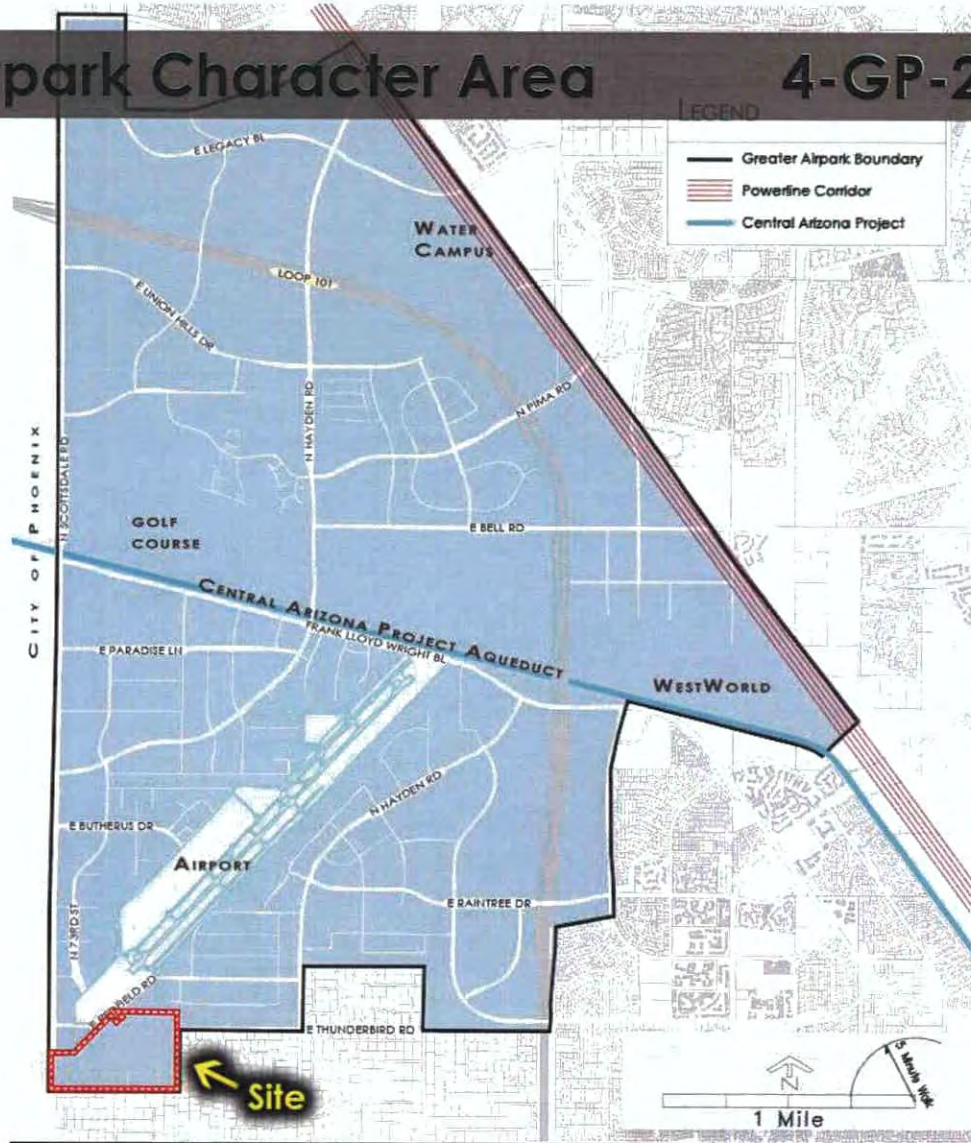 park Character Area 4-GP-2
LEGEND
Greater Airpark Boundary
Powerline Corridor
Central Arizona Project
E LEGACY BL
WATER
CAMPUS
LOOP 101
E UNION HILLS DR
N HAYDEN RD
N PIMA RD
CITY OF PHOENIX
N SCOTTSDALE RD
GOLF
COURSE
E BELL RD
CENTRAL ARIZONA PROJECT AQUEDUCT
FRANK LLOYD WRIGHT BL
E PARADISE LN
WESTWORLD
N HAYDEN RD
E BUTHERUS DR
AIRPORT
E RAINTREE DR
N 73RD ST
E THUNDERBIRD RD
Site
N
5 Minute Walk
1 Mile